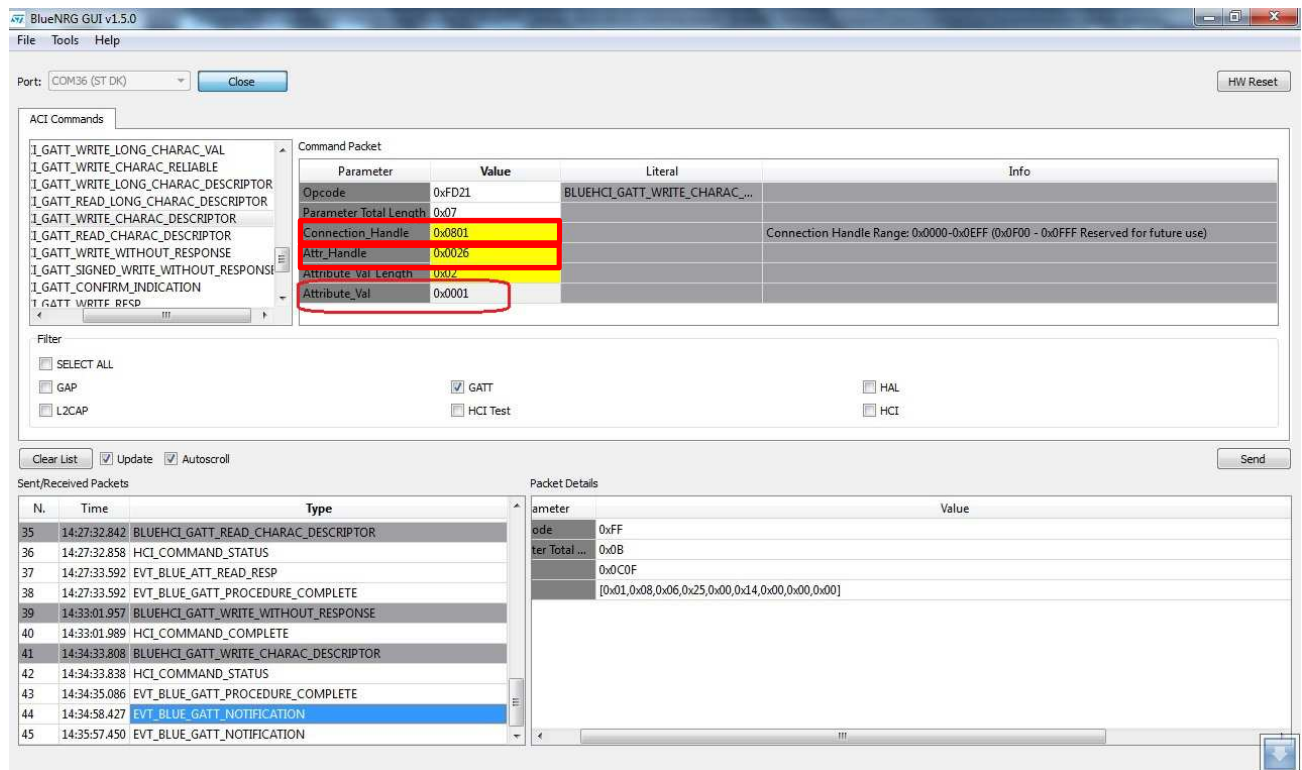 BlueNRG GUI v1.5.0
File Tools Help
Port: COM36 (ST DK) Close HW Reset
ACI Commands
I_GATT_WRITE_LONG_CHARAC_VAL
I_GATT_WRITE_CHARAC_RELIABLE
I_GATT_WRITE_LONG_CHARAC_DESCRIPTOR
I_GATT_READ_LONG_CHARAC_DESCRIPTOR
I_GATT_WRITE_CHARAC_DESCRIPTOR
I_GATT_READ_CHARAC_DESCRIPTOR
I_GATT_WRITE_WITHOUT_RESPONSE
I_GATT_SIGNED_WRITE_WITHOUT_RESPONSE
I_GATT_CONFIRM_INDICATION
I_GATT_WRITE_RESP
Command Packet
Parameter Value Literal Info
Opcode 0xFD21 BLUEHCI_GATT_WRITE_CHARAC_...
Parameter Total Length 0x07
Connection_Handle 0x0801 Connection Handle Range: 0x0000-0x0EFF (0x0F00 - 0x0FFF Reserved for future use)
Attr_Handle 0x0026
Attribute Val Length 0x02
Attribute_Val 0x0001
Filter
SELECT ALL
GAP GATT HAL
L2CAP HCI Test HCI
Clear List Update Autoscroll Send
Sent/Received Packets
N. Time Type
35 14:27:32.842 BLUEHCI_GATT_READ_CHARAC_DESCRIPTOR
36 14:27:32.858 HCI_COMMAND_STATUS
37 14:27:33.592 EVT_BLUE_ATT_READ_RESP
38 14:27:33.592 EVT_BLUE_GATT_PROCEDURE_COMPLETE
39 14:33:01.957 BLUEHCI_GATT_WRITE_WITHOUT_RESPONSE
40 14:33:01.989 HCI_COMMAND_COMPLETE
41 14:34:33.808 BLUEHCI_GATT_WRITE_CHARAC_DESCRIPTOR
42 14:34:33.838 HCI_COMMAND_STATUS
43 14:34:35.086 EVT_BLUE_GATT_PROCEDURE_COMPLETE
44 14:34:58.427 EVT_BLUE_GATT_NOTIFICATION
45 14:35:57.450 EVT_BLUE_GATT_NOTIFICATION
Packet Details
ameter Value
ode 0xFF
ter Total ... 0x0B
0x0C0F
[0x01,0x08,0x06,0x25,0x00,0x14,0x00,0x00,0x00]